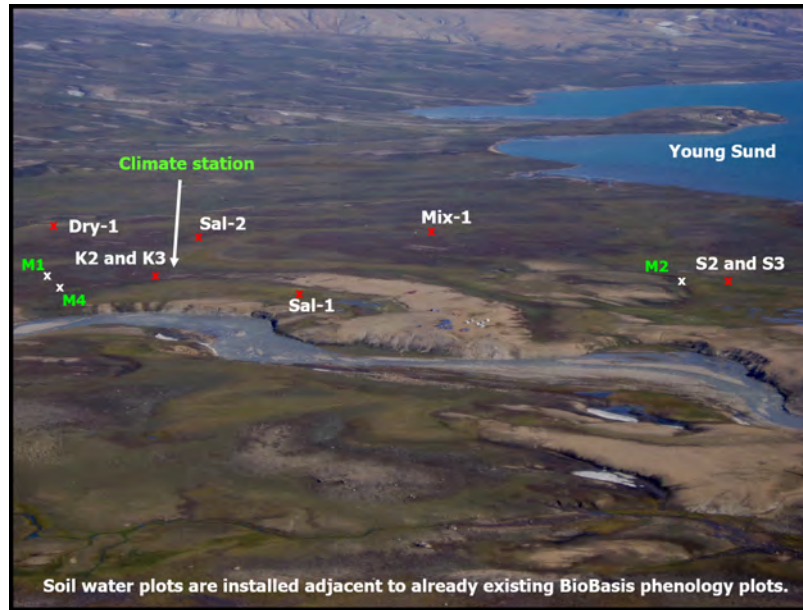 Young Sund
Climate station
Dry-1
Sal-2
Mix-1
K2 and K3
M1
M2
S2 and S3
M4
Sal-1
Soil water plots are installed adjacent to already existing BioBasis phenology plots.